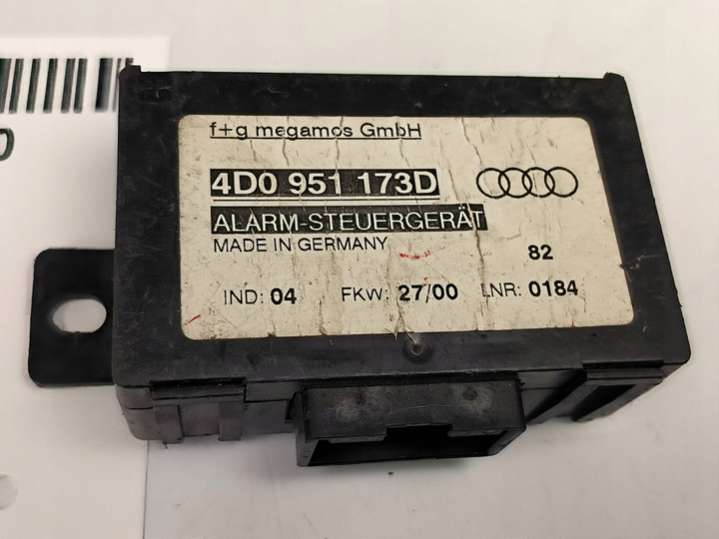 f+g megamos GmbH
4D0 951 173D
ALARM-STEUERGERÄT
MADE IN GERMANY
82
IND: 04 FKW: 27/00 LNR: 0184